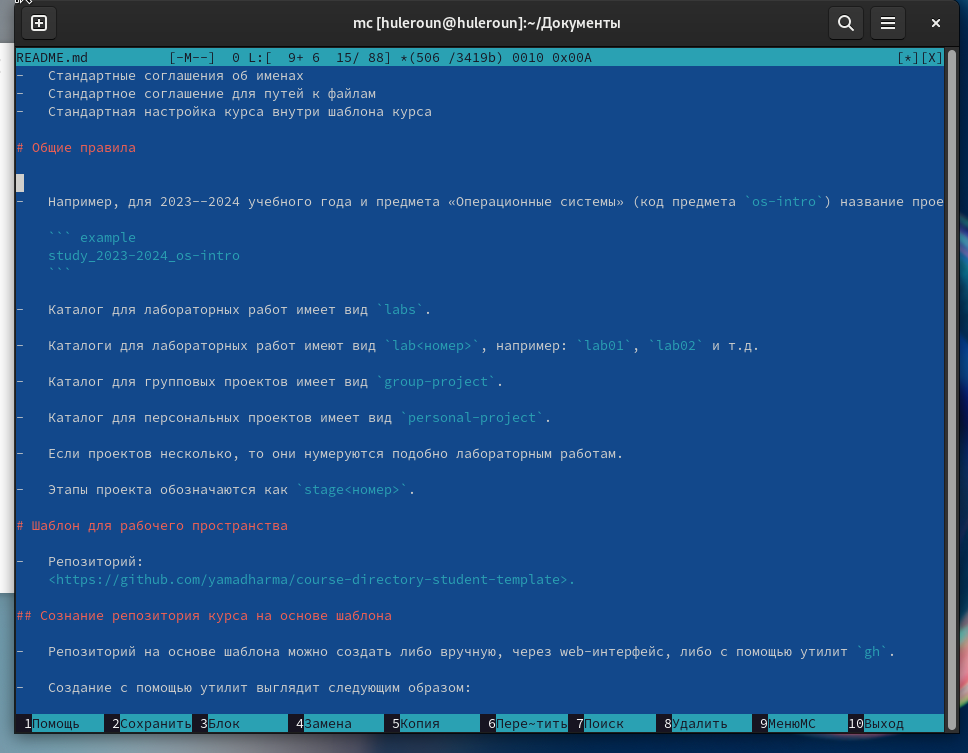 mc [huleroun@huleroun]:~/Документы
README.md [-M--] 0 L:[ 9+ 6 15/ 88] *(506 /3419b) 0010 0x00A [*][X]
- Стандартные соглашения об именах
- Стандартное соглашение для путей к файлам
- Стандартная настройка курса внутри шаблона курса
# Общие правила
- Например, для 2023--2024 учебного года и предмета «Операционные системы» (код предмета `os-intro`) название прое
``` example
study_2023-2024_os-intro
```
- Каталог для лабораторных работ имеет вид `labs`.
- Каталоги для лабораторных работ имеют вид `lab<номер>`, например: `lab01`, `lab02` и т.д.
- Каталог для групповых проектов имеет вид `group-project`.
- Каталог для персональных проектов имеет вид `personal-project`.
- Если проектов несколько, то они нумеруются подобно лабораторным работам.
- Этапы проекта обозначаются как `stage<номер>`.
# Шаблон для рабочего пространства
- Репозиторий:
<https://github.com/yamadharma/course-directory-student-template>.
## Сознание репозитория курса на основе шаблона
- Репозиторий на основе шаблона можно создать либо вручную, через web-интерфейс, либо с помощью утилит `gh`.
- Создание с помощью утилит выглядит следующим образом:
1Помощь 2Сохранить 3Блок 4Замена 5Копия 6Пере~тить 7Поиск 8Удалить 9МенюMC 10Выход